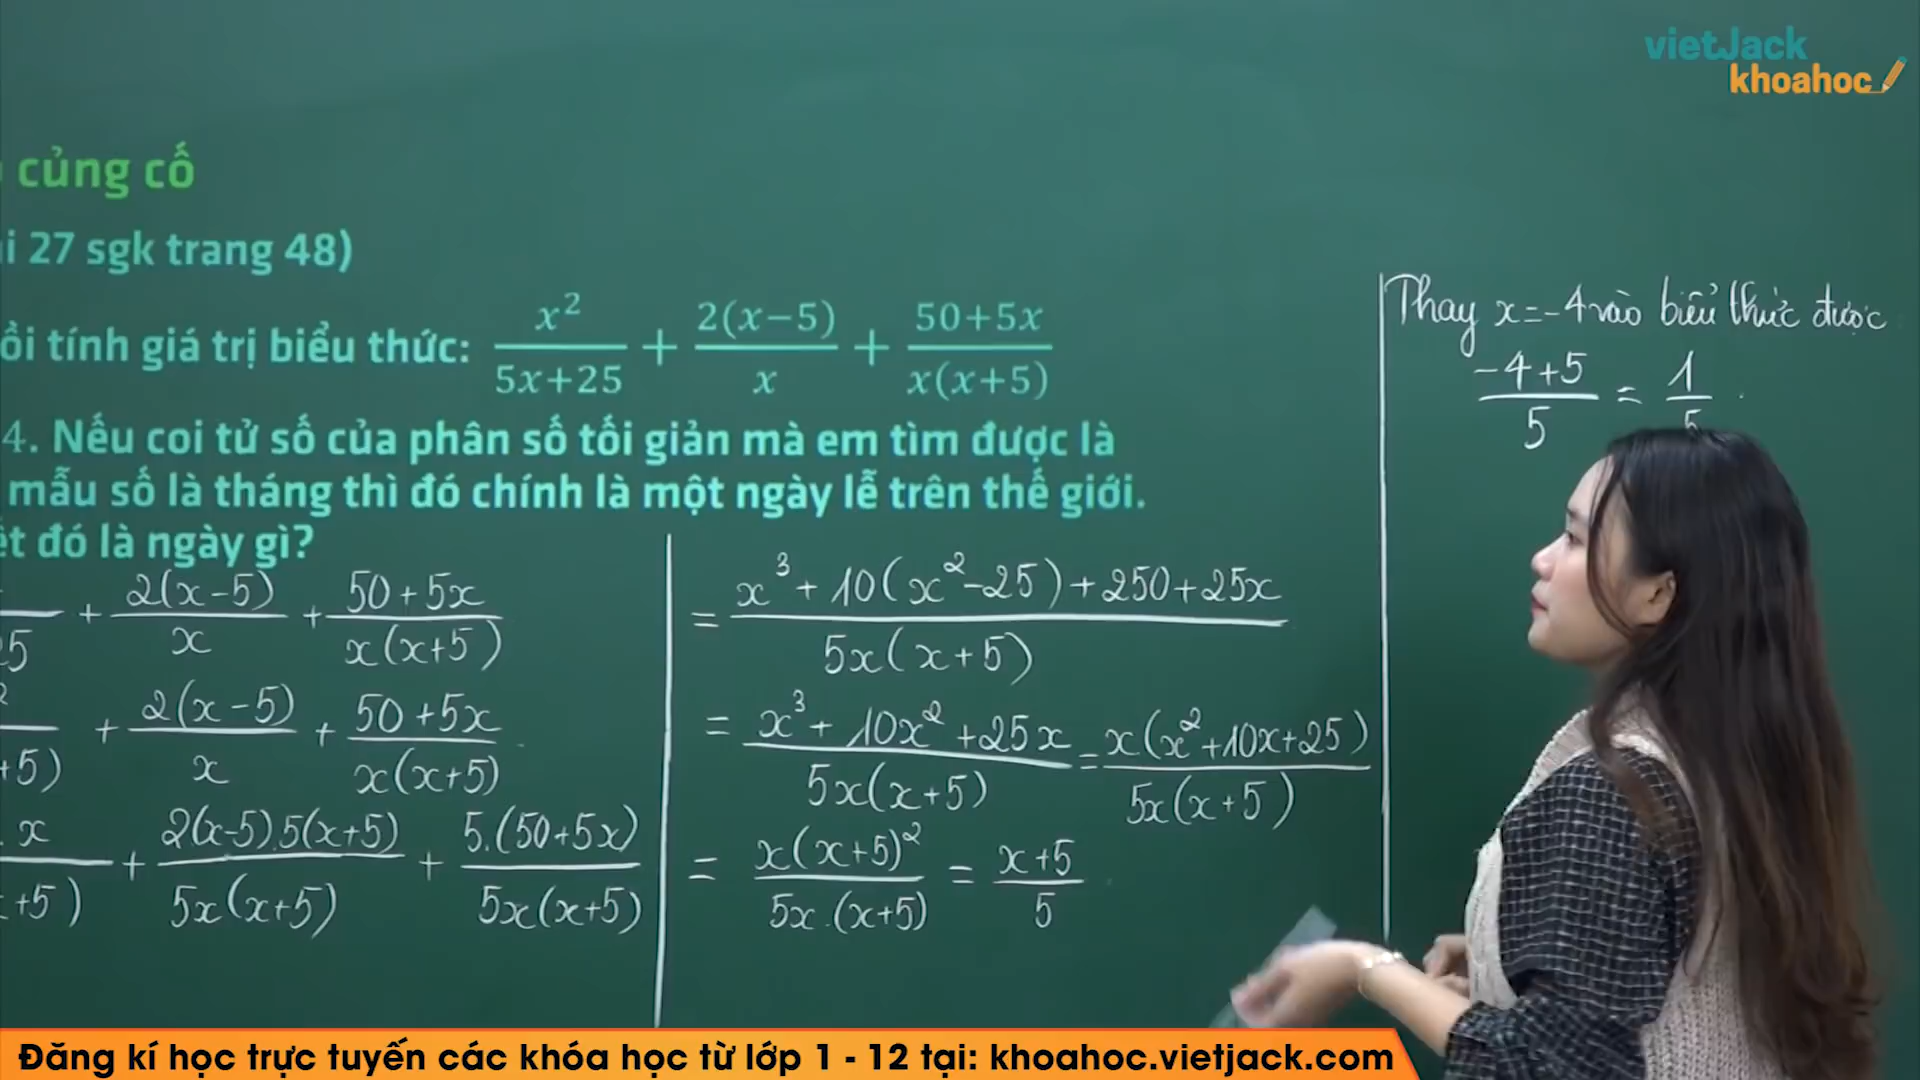 vietJack
khoahoc
củng cố
i 27 sgk trang 48)
ồi tính giá trị biểu thức: x²/(5x+25) + 2(x−5)/x + (50+5x)/(x(x+5))
4. Nếu coi tử số của phân số tối giản mà em tìm được là
mẫu số là tháng thì đó chính là một ngày lễ trên thế giới.
ết đó là ngày gì?
+ 2(x-5)/x + (50+5x)/(x(x+5))
+ 2(x-5)/x + (50+5x)/(x(x+5))
x + 2(x-5).5(x+5)/(5x(x+5)) + 5.(50+5x)/(5x(x+5))
= (x³+10(x²-25)+250+25x)/(5x(x+5))
= (x³+10x²+25x)/(5x(x+5)) = x(x²+10x+25)/(5x(x+5))
= x(x+5)²/(5x.(x+5)) = (x+5)/5
Thay x=-4 vào biểu thức được
(-4+5)/5 = 1/5
Đăng kí học trực tuyến các khóa học từ lớp 1 - 12 tại: khoahoc.vietjack.com